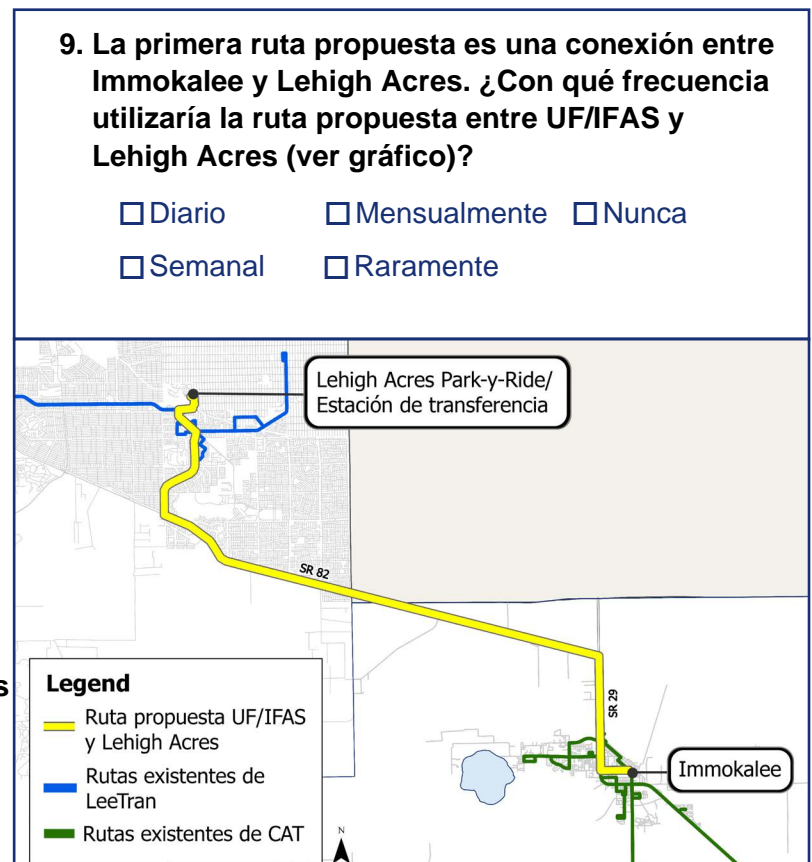 9. La primera ruta propuesta es una conexión entre
Immokalee y Lehigh Acres. ¿Con qué frecuencia
utilizaría la ruta propuesta entre UF/IFAS y
Lehigh Acres (ver gráfico)?
Diario
Mensualmente
Nunca
Semanal
Raramente
Lehigh Acres Park-y-Ride/
Estación de transferencia
SR 82
SR 29
Immokalee
s
Legend
Ruta propuesta UF/IFAS
y Lehigh Acres
Rutas existentes de
LeeTran
Rutas existentes de CAT
N